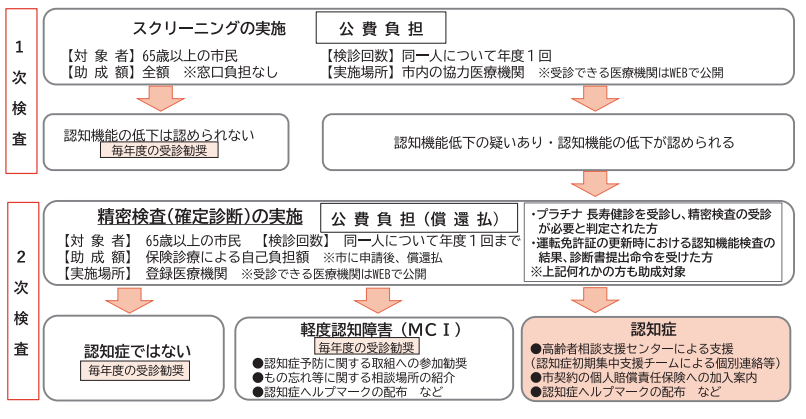 1次検査
スクリーニングの実施
公費負担
【対象者】65歳以上の市民
【検診回数】同一人について年度１回
【助成額】全額　※窓口負担なし
【実施場所】市内の協力医療機関　※受診できる医療機関はWEBで公開
認知機能の低下は認められない
毎年度の受診勧奨
認知機能低下の疑いあり・認知機能の低下が認められる
2次検査
精密検査（確定診断）の実施
公費負担（償還払）
【対象者】　65歳以上の市民　【検診回数】　同一人について年度１回まで
【助成額】　保険診療による自己負担額　※市に申請後、償還払
【実施場所】　登録医療機関　※受診できる医療機関はWEBで公開
・プラチナ 長寿健診を受診し、精密検査の受診
が必要と判定された方
・運転免許証の更新時における認知機能検査の
結果、診断書提出命令を受けた方
※上記何れかの方も助成対象
認知症ではない
毎年度の受診勧奨
軽度認知障害（ＭＣＩ）
毎年度の受診勧奨
●認知症予防に関する取組への参加勧奨
●もの忘れ等に関する相談場所の紹介
●認知症ヘルプマークの配布　など
認知症
●高齢者相談支援センターによる支援
（認知症初期集中支援チームによる個別連絡等）
●市契約の個人賠償責任保険への加入案内
●認知症ヘルプマークの配布　など